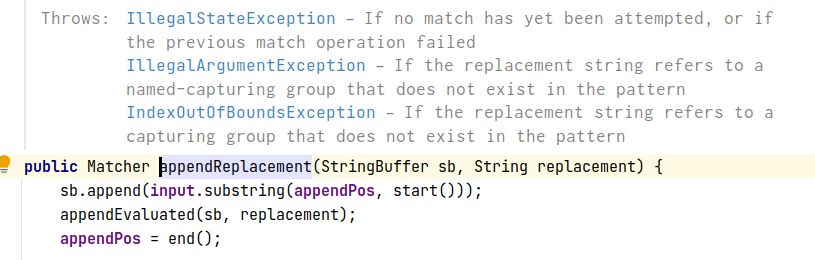 Throws: IllegalStateException – If no match has yet been attempted, or if
the previous match operation failed
IllegalArgumentException – If the replacement string refers to a
named-capturing group that does not exist in the pattern
IndexOutOfBoundsException – If the replacement string refers to a
capturing group that does not exist in the pattern
public Matcher appendReplacement(StringBuffer sb, String replacement) {
sb.append(input.substring(appendPos, start()));
appendEvaluated(sb, replacement);
appendPos = end();